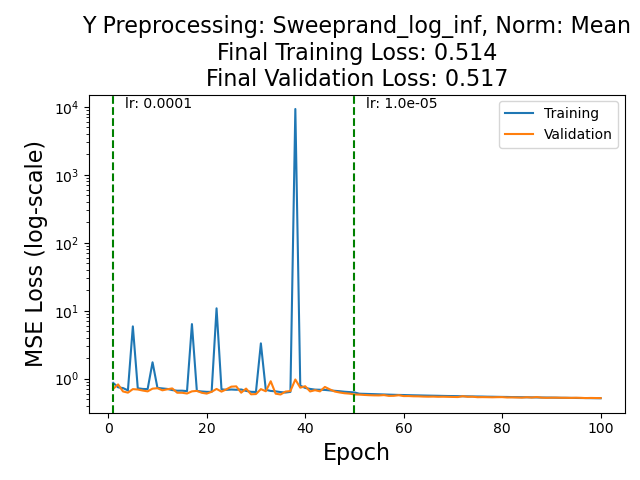 Y Preprocessing: Sweeprand_log_inf, Norm: Mean
Final Training Loss: 0.514
Final Validation Loss: 0.517
lr: 0.0001
lr: 1.0e-05
Training
Validation
MSE Loss (log-scale)
10⁴
10³
10²
10¹
10⁰
0 20 40 60 80 100
Epoch